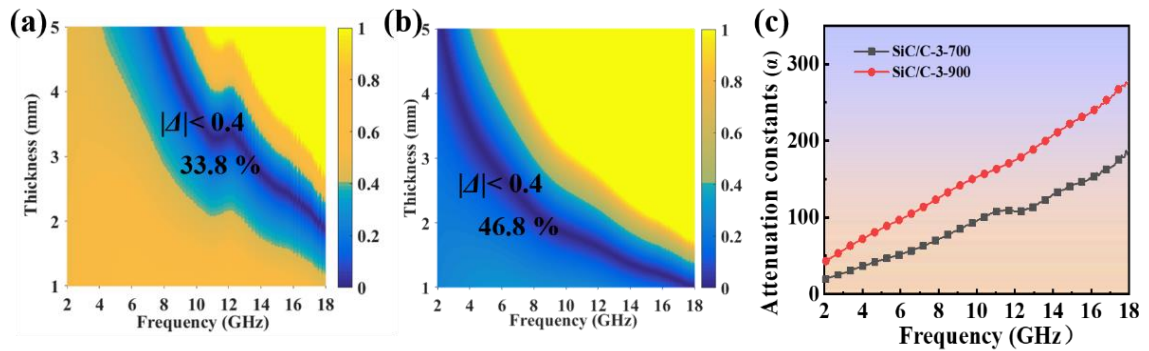 (a)
5
4
3
2
1
Thickness (mm)
|Δ|< 0.4
33.8 %
2 4 6 8 10 12 14 16 18
Frequency (GHz)
1
0.8
0.6
0.4
0.2
0
(b)
5
4
3
2
1
Thickness (mm)
|Δ|< 0.4
46.8 %
2 4 6 8 10 12 14 16 18
Frequency (GHz)
1
0.8
0.6
0.4
0.2
0
(c)
Attenuation constants (α)
300
200
100
0
SiC/C-3-700
SiC/C-3-900
2 4 6 8 10 12 14 16 18
Frequency (GHz）